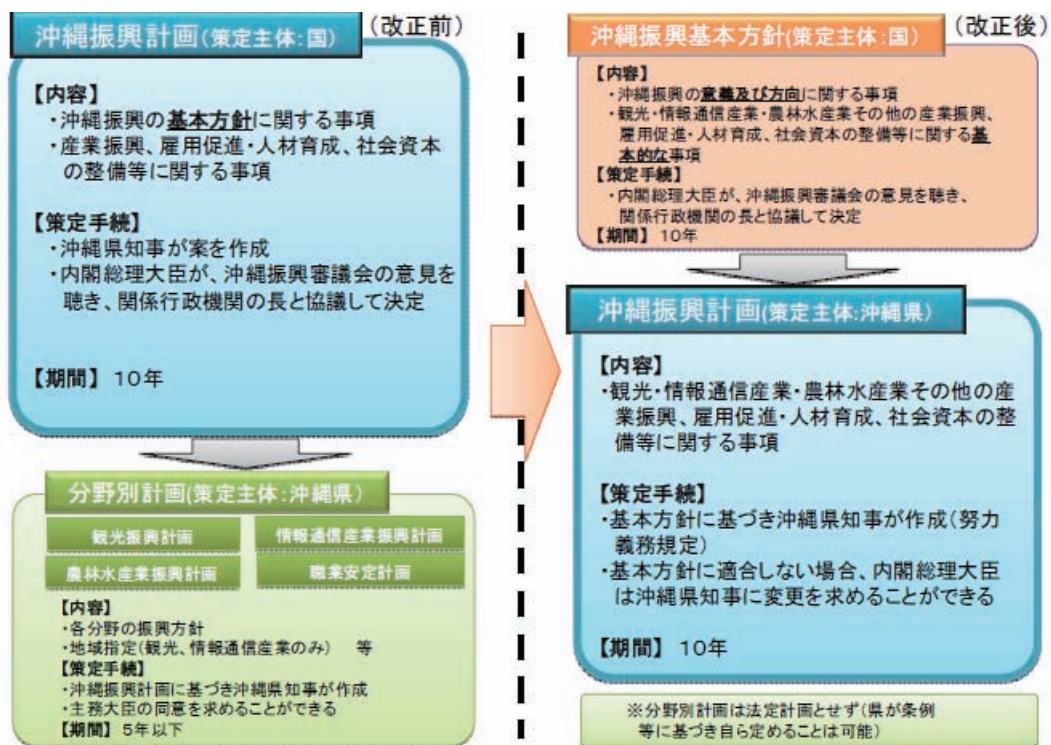 沖縄振興計画(策定主体:国)
(改正前)
【内容】
・沖縄振興の基本方針に関する事項
・産業振興、雇用促進・人材育成、社会資本
の整備等に関する事項
【策定手続】
・沖縄県知事が案を作成
・内閣総理大臣が、沖縄振興審議会の意見を
聴き、関係行政機関の長と協議して決定
【期間】 10年
分野別計画(策定主体:沖縄県)
観光振興計画
情報通信産業振興計画
農林水産業振興計画
職業安定計画
【内容】
・各分野の振興方針
・地域指定(観光、情報通信産業のみ) 等
【策定手続】
・沖縄振興計画に基づき沖縄県知事が作成
・主務大臣の同意を求めることができる
【期間】 5年以下
沖縄振興基本方針(策定主体:国)
(改正後)
【内容】
・沖縄振興の意義及び方向に関する事項
・観光・情報通信産業・農林水産業その他の産業振興、
雇用促進・人材育成、社会資本の整備等に関する基
本的な事項
【策定手続】
・内閣総理大臣が、沖縄振興審議会の意見を聴き、
関係行政機関の長と協議して決定
【期間】 10年
沖縄振興計画(策定主体:沖縄県)
【内容】
・観光・情報通信産業・農林水産業その他の産
業振興、雇用促進・人材育成、社会資本の整
備等に関する事項
【策定手続】
・基本方針に基づき沖縄県知事が作成(努力
義務規定)
・基本方針に適合しない場合、内閣総理大臣
は沖縄県知事に変更を求めることができる
【期間】 10年
※分野別計画は法定計画とせず(県が条例
等に基づき自ら定めることは可能)